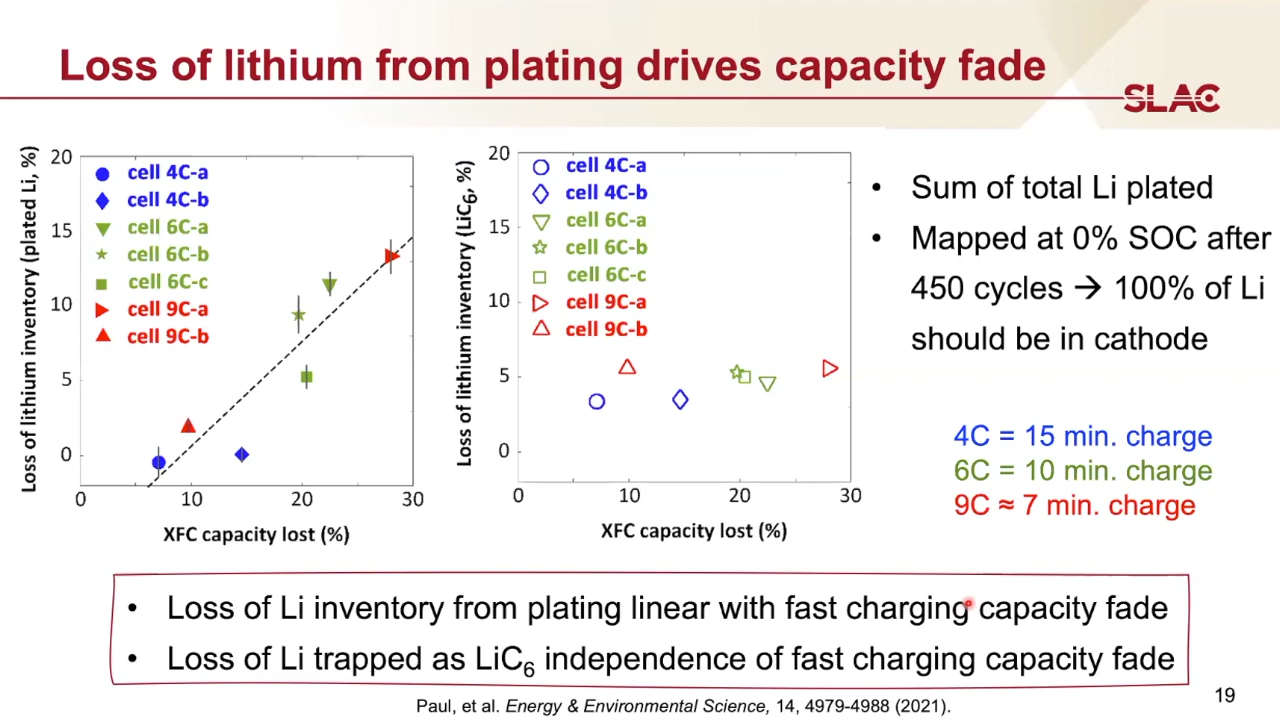 Loss of lithium from plating drives capacity fade
SLAC
Loss of lithium inventory (plated Li, %)
20
15
10
5
0
cell 4C-a
cell 4C-b
cell 6C-a
cell 6C-b
cell 6C-c
cell 9C-a
cell 9C-b
0 10 20 30
XFC capacity lost (%)
Loss of lithium inventory (LiC6, %)
20
15
10
5
0
cell 4C-a
cell 4C-b
cell 6C-a
cell 6C-b
cell 6C-c
cell 9C-a
cell 9C-b
0 10 20 30
XFC capacity lost (%)
• Sum of total Li plated
• Mapped at 0% SOC after
450 cycles → 100% of Li
should be in cathode
4C = 15 min. charge
6C = 10 min. charge
9C ≈ 7 min. charge
• Loss of Li inventory from plating linear with fast charging capacity fade
• Loss of Li trapped as LiC6 independence of fast charging capacity fade
Paul, et al. Energy & Environmental Science, 14, 4979-4988 (2021).
19